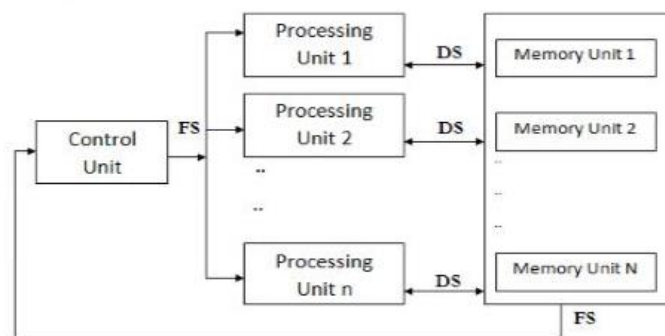 Processing
Unit 1
DS
Memory Unit 1
FS
Processing
Unit 2
DS
Memory Unit 2
Control
Unit
..
..
..
..
..
Processing
Unit n
DS
Memory Unit N
FS